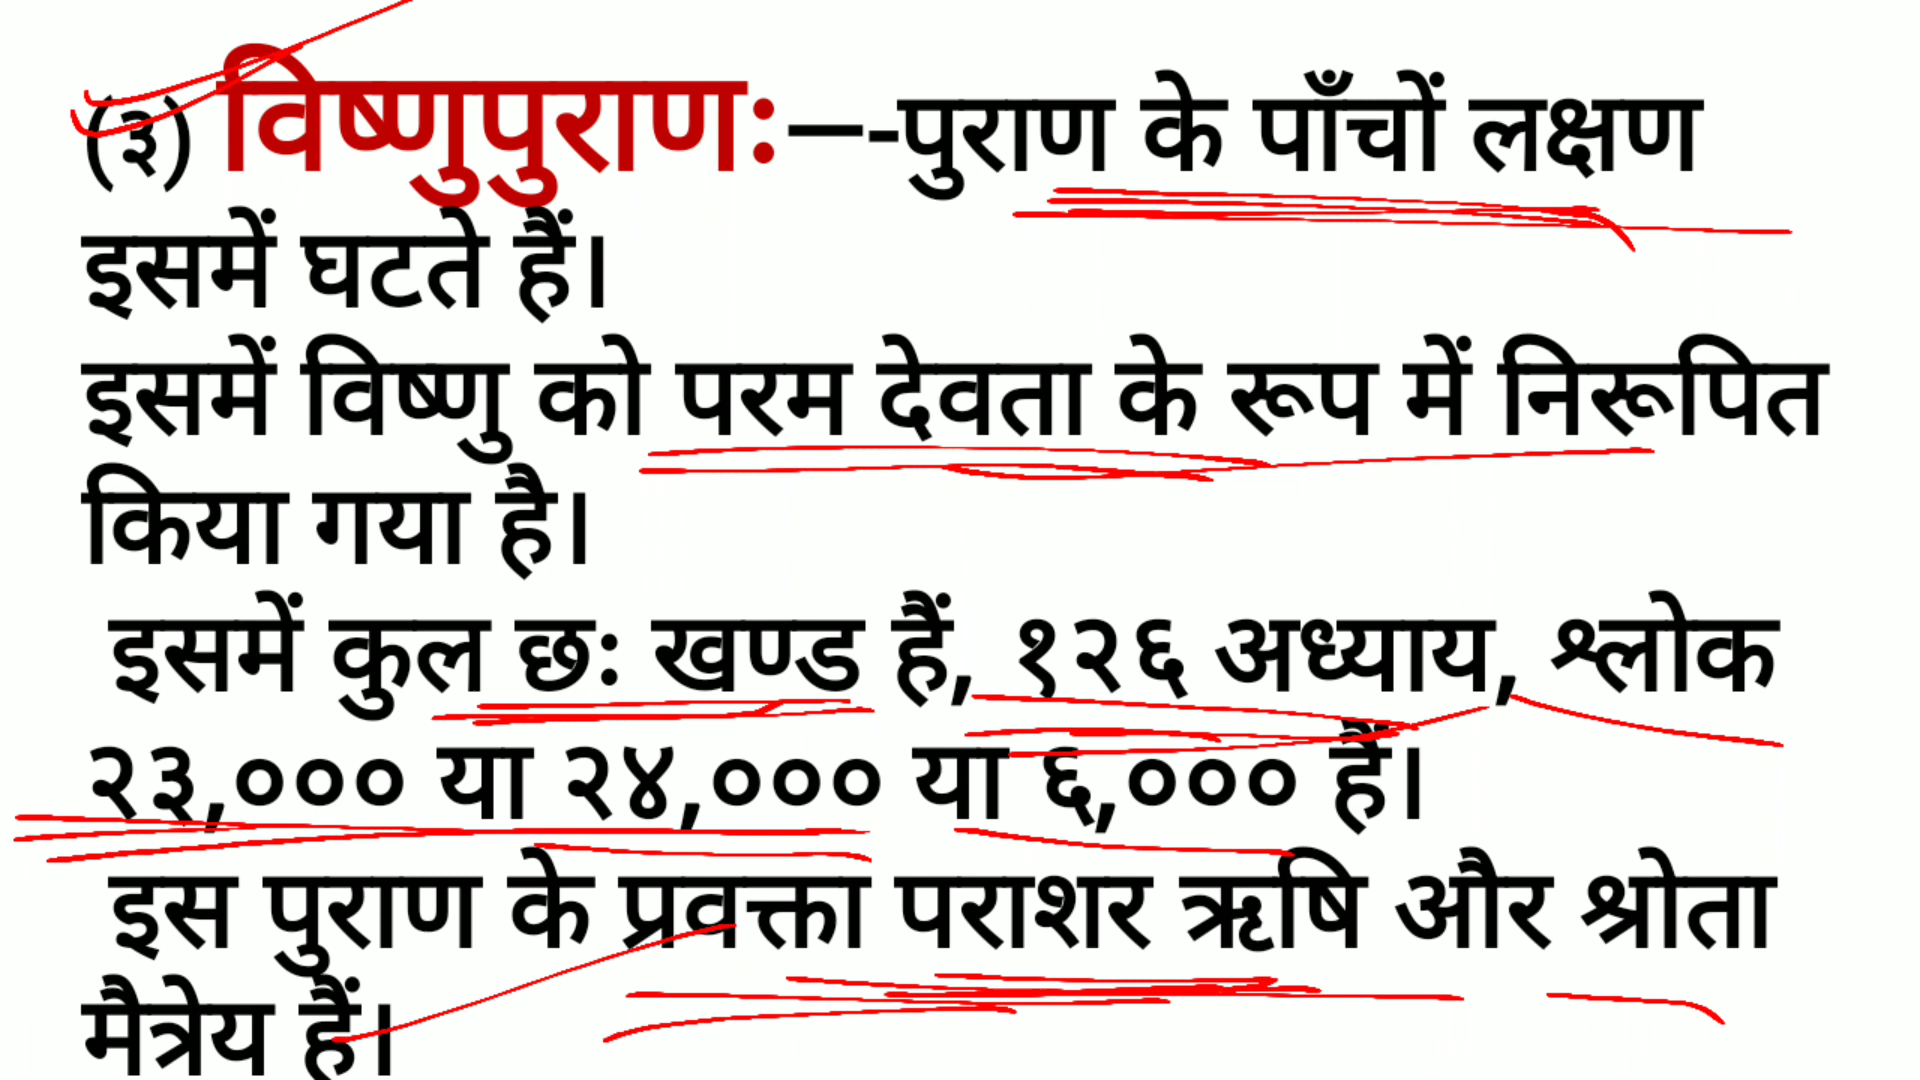 (३) विष्णुपुराण:—-पुराण के पाँचों लक्षण
इसमें घटते हैं।
इसमें विष्णु को परम देवता के रूप में निरूपित
किया गया है।
इसमें कुल छः खण्ड हैं, १२६ अध्याय, श्लोक
२३,००० या २४,००० या ६,००० हैं।
इस पुराण के प्रवक्ता पराशर ऋषि और श्रोता
मैत्रेय हैं।